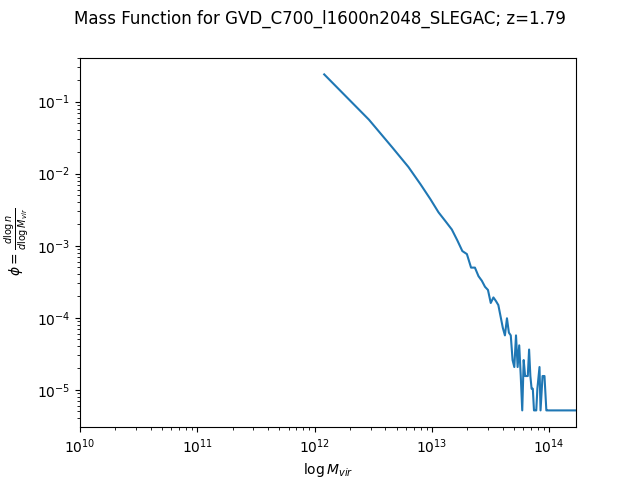 Mass Function for GVD_C700_l1600n2048_SLEGAC; z=1.79
10⁻¹
10⁻²
10⁻³
10⁻⁴
10⁻⁵
ϕ = d log n / d log M_vir
10¹⁰ 10¹¹ 10¹² 10¹³ 10¹⁴
log M_vir